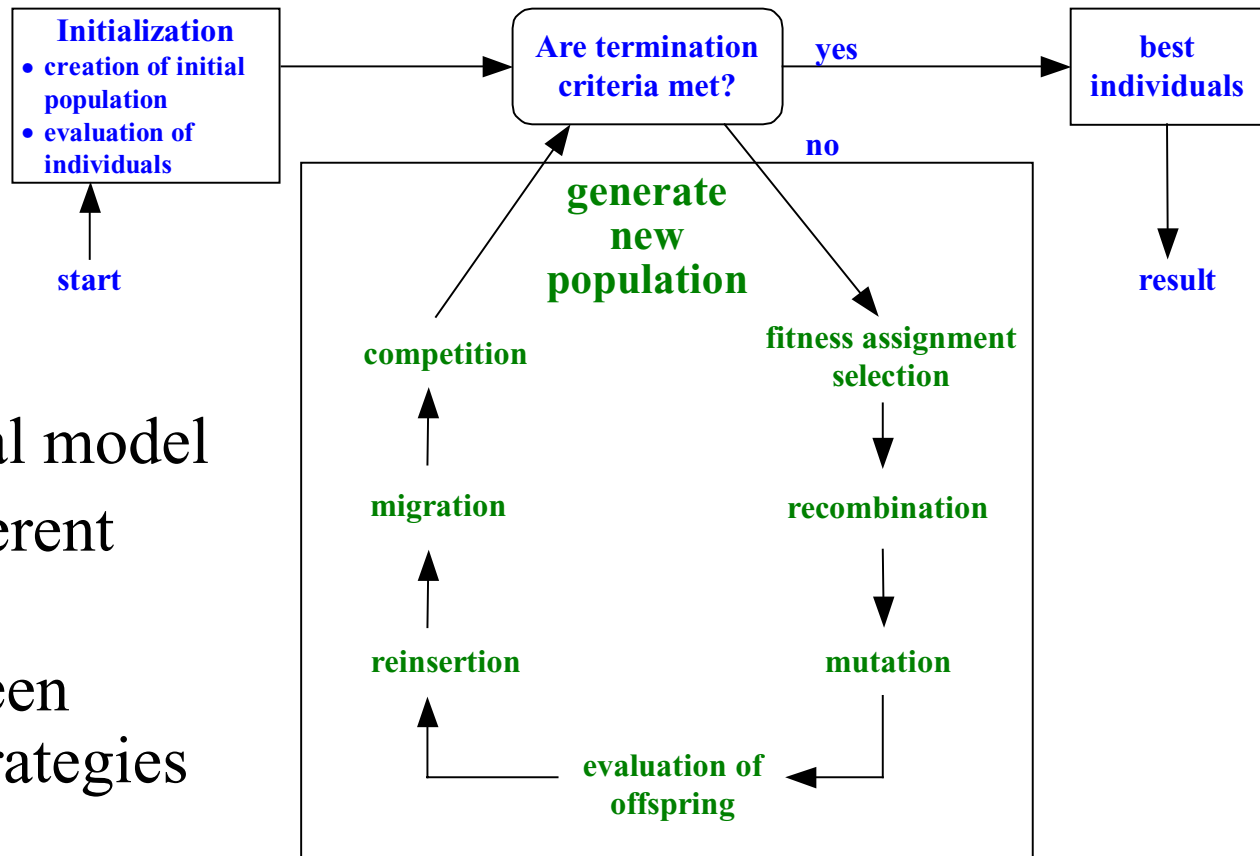 Initialization
• creation of initial
population
• evaluation of
individuals
start
Are termination
criteria met?
yes
no
best
individuals
result
generate
new
population
fitness assignment
selection
recombination
mutation
evaluation of
offspring
reinsertion
migration
competition
al model
erent
een
rategies